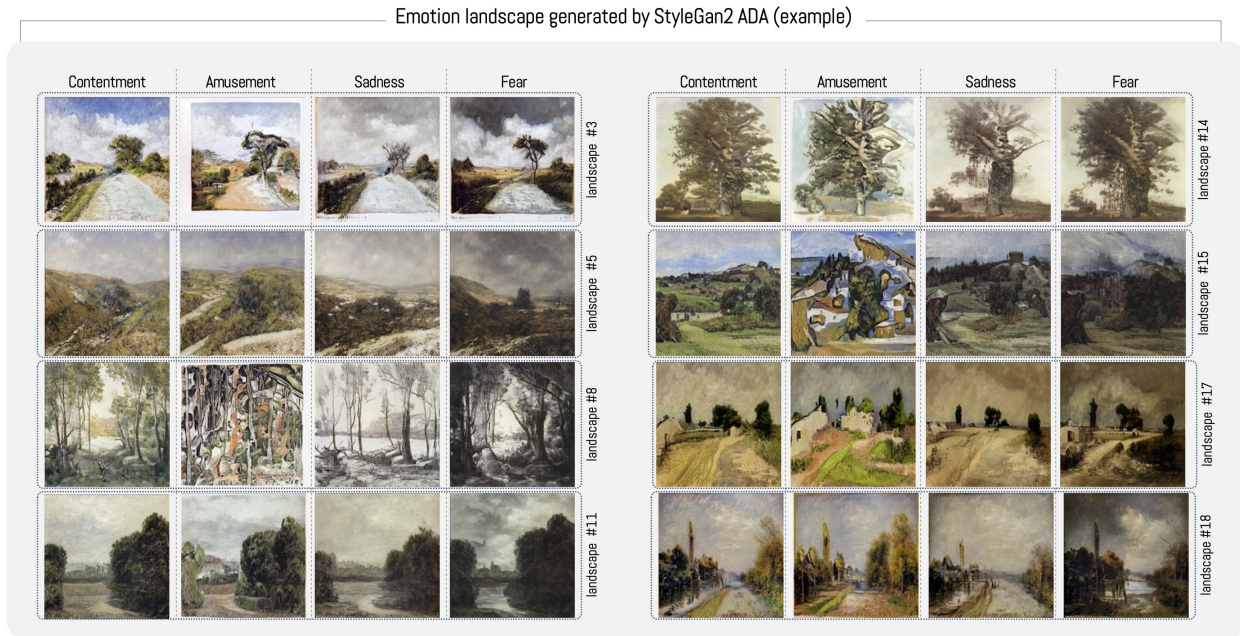 Emotion landscape generated by StyleGan2 ADA (example)
Contentment Amusement Sadness Fear
landscape #3
landscape #5
landscape #8
landscape #11
Contentment Amusement Sadness Fear
landscape #14
landscape #15
landscape #17
landscape #18